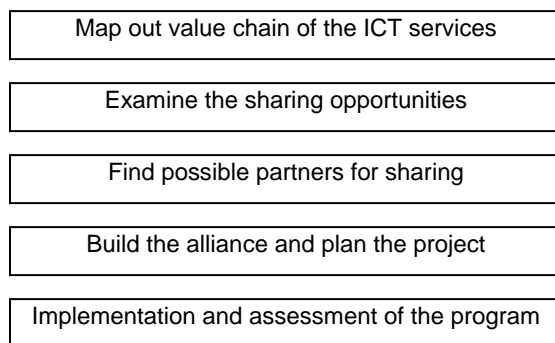 Map out value chain of the ICT services
Examine the sharing opportunities
Find possible partners for sharing
Build the alliance and plan the project
Implementation and assessment of the program